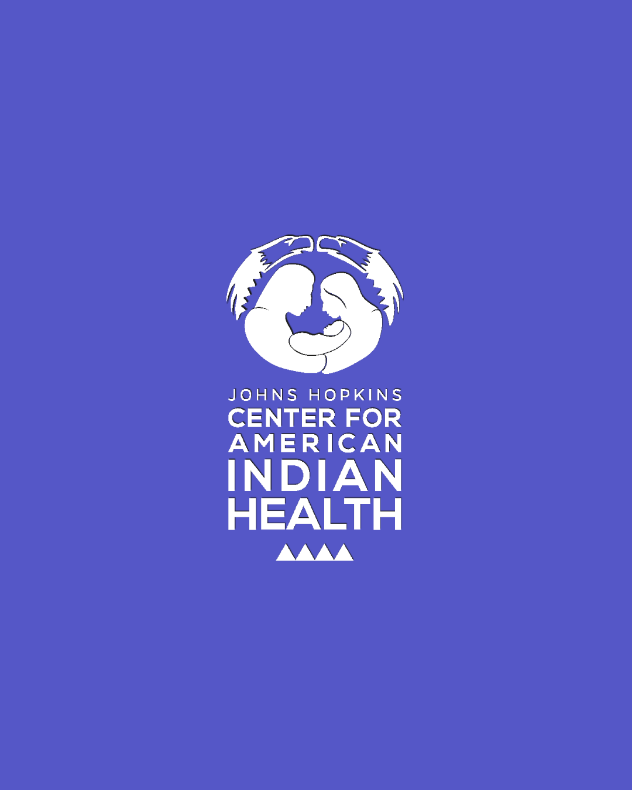 JOHNS HOPKINS
CENTER FOR
AMERICAN
INDIAN
HEALTH